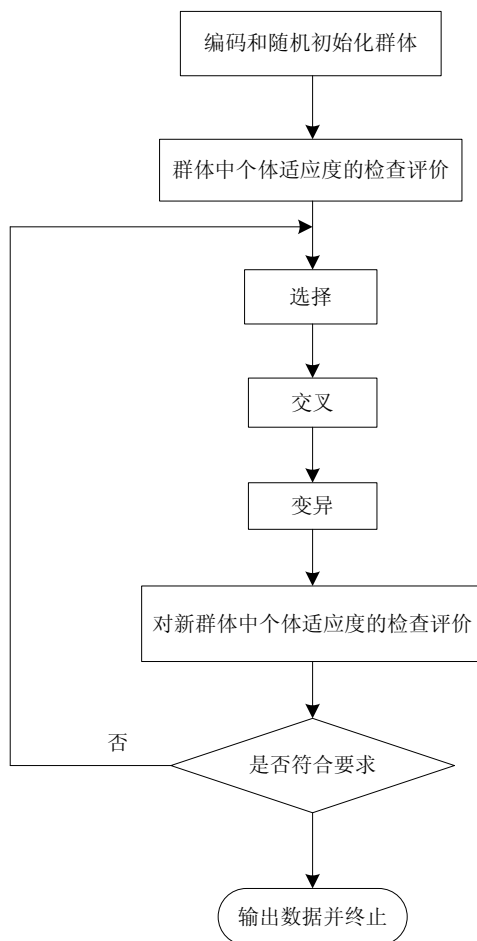 编码和随机初始化群体
群体中个体适应度的检查评价
选择
交叉
变异
对新群体中个体适应度的检查评价
否
是否符合要求
输出数据并终止